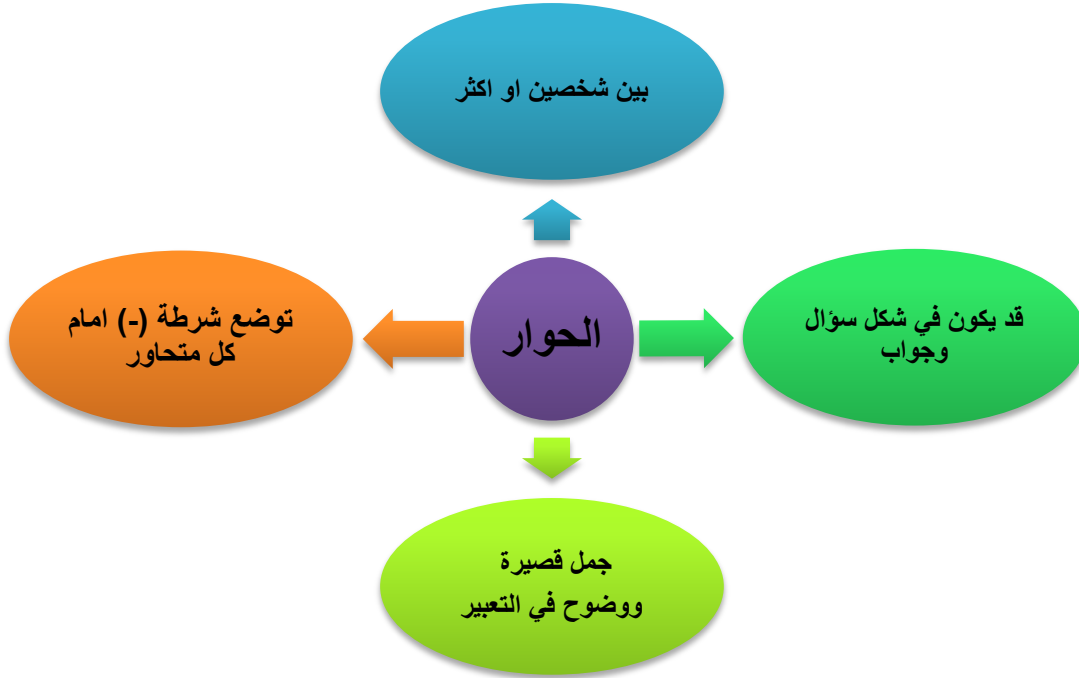 بين شخصين او اكثر
قد يكون في شكل سؤال
وجواب
الحوار
توضع شرطة (-) امام
كل متحاور
جمل قصيرة
ووضوح في التعبير